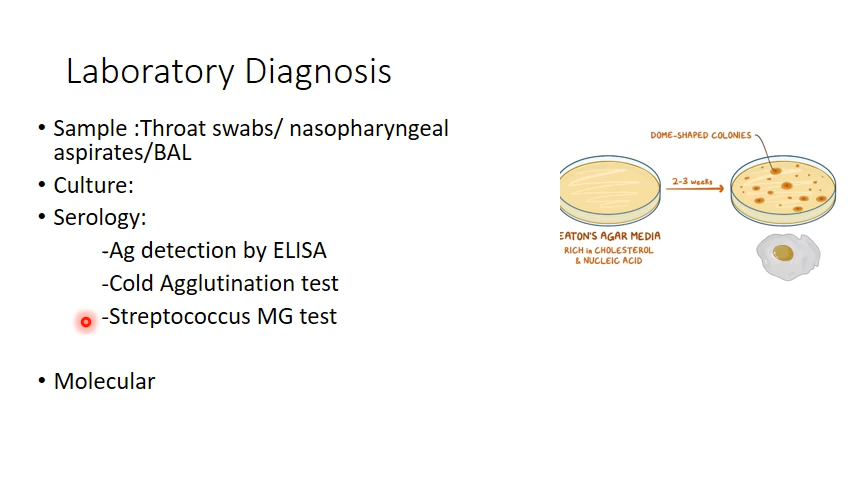 Laboratory Diagnosis
• Sample :Throat swabs/ nasopharyngeal
aspirates/BAL
• Culture:
• Serology:
-Ag detection by ELISA
-Cold Agglutination test
-Streptococcus MG test
• Molecular
DOME-SHAPED COLONIES
2-3 weeks
EATON'S AGAR MEDIA
RICH in CHOLESTEROL
& NUCLEIC ACID